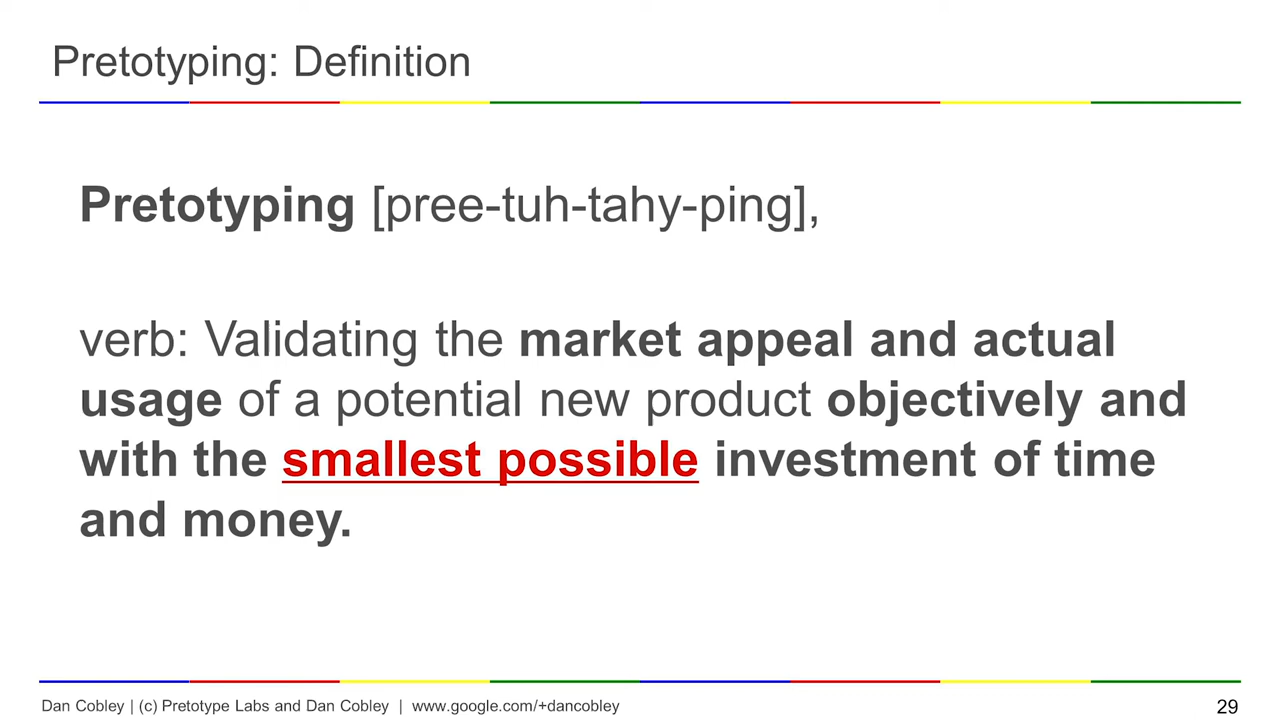 Pretotyping: Definition
Pretotyping [pree-tuh-tahy-ping],
verb: Validating the market appeal and actual
usage of a potential new product objectively and
with the smallest possible investment of time
and money.
Dan Cobley | (c) Pretotype Labs and Dan Cobley | www.google.com/+dancobley
29